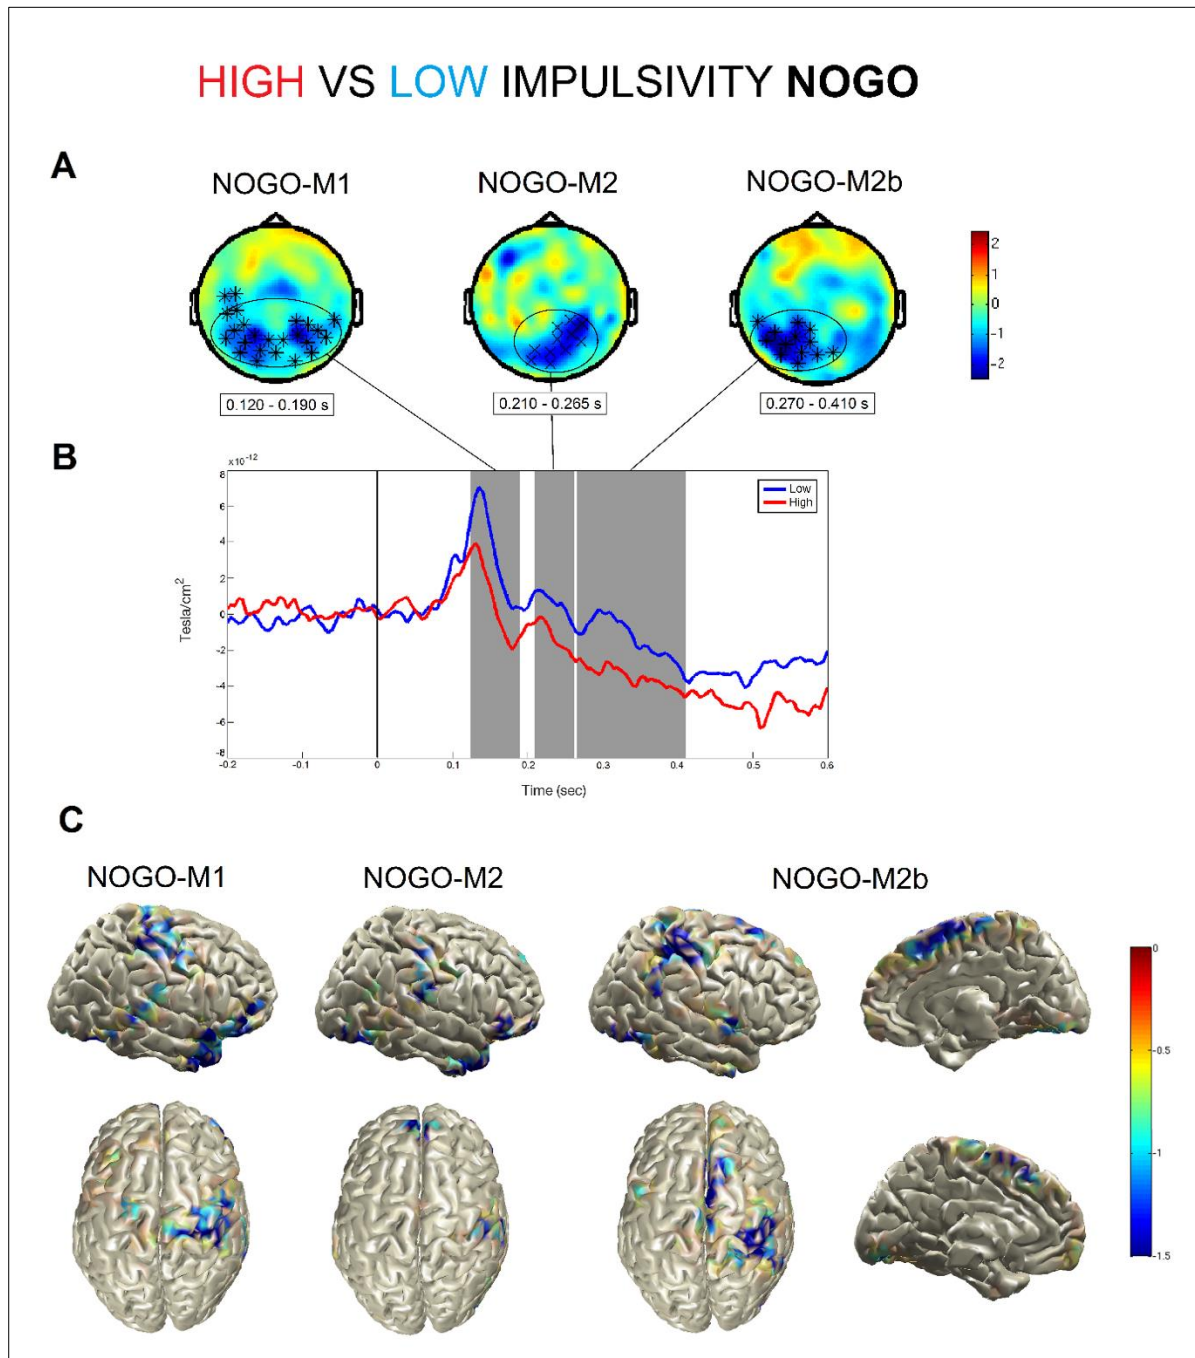 HIGH VS LOW IMPULSIVITY NOGO
A
NOGO-M1 NOGO-M2 NOGO-M2b
2
1
0
-1
-2
0.120 - 0.190 s 0.210 - 0.265 s 0.270 - 0.410 s
B
x10^-12
8
6
4
2
0
-2
-4
-6
-8
Tesla/cm²
Low
High
-0.2 -0.1 0 0.1 0.2 0.3 0.4 0.5 0.6
Time (sec)
C
NOGO-M1 NOGO-M2 NOGO-M2b
0
-0.5
-1
-1.5